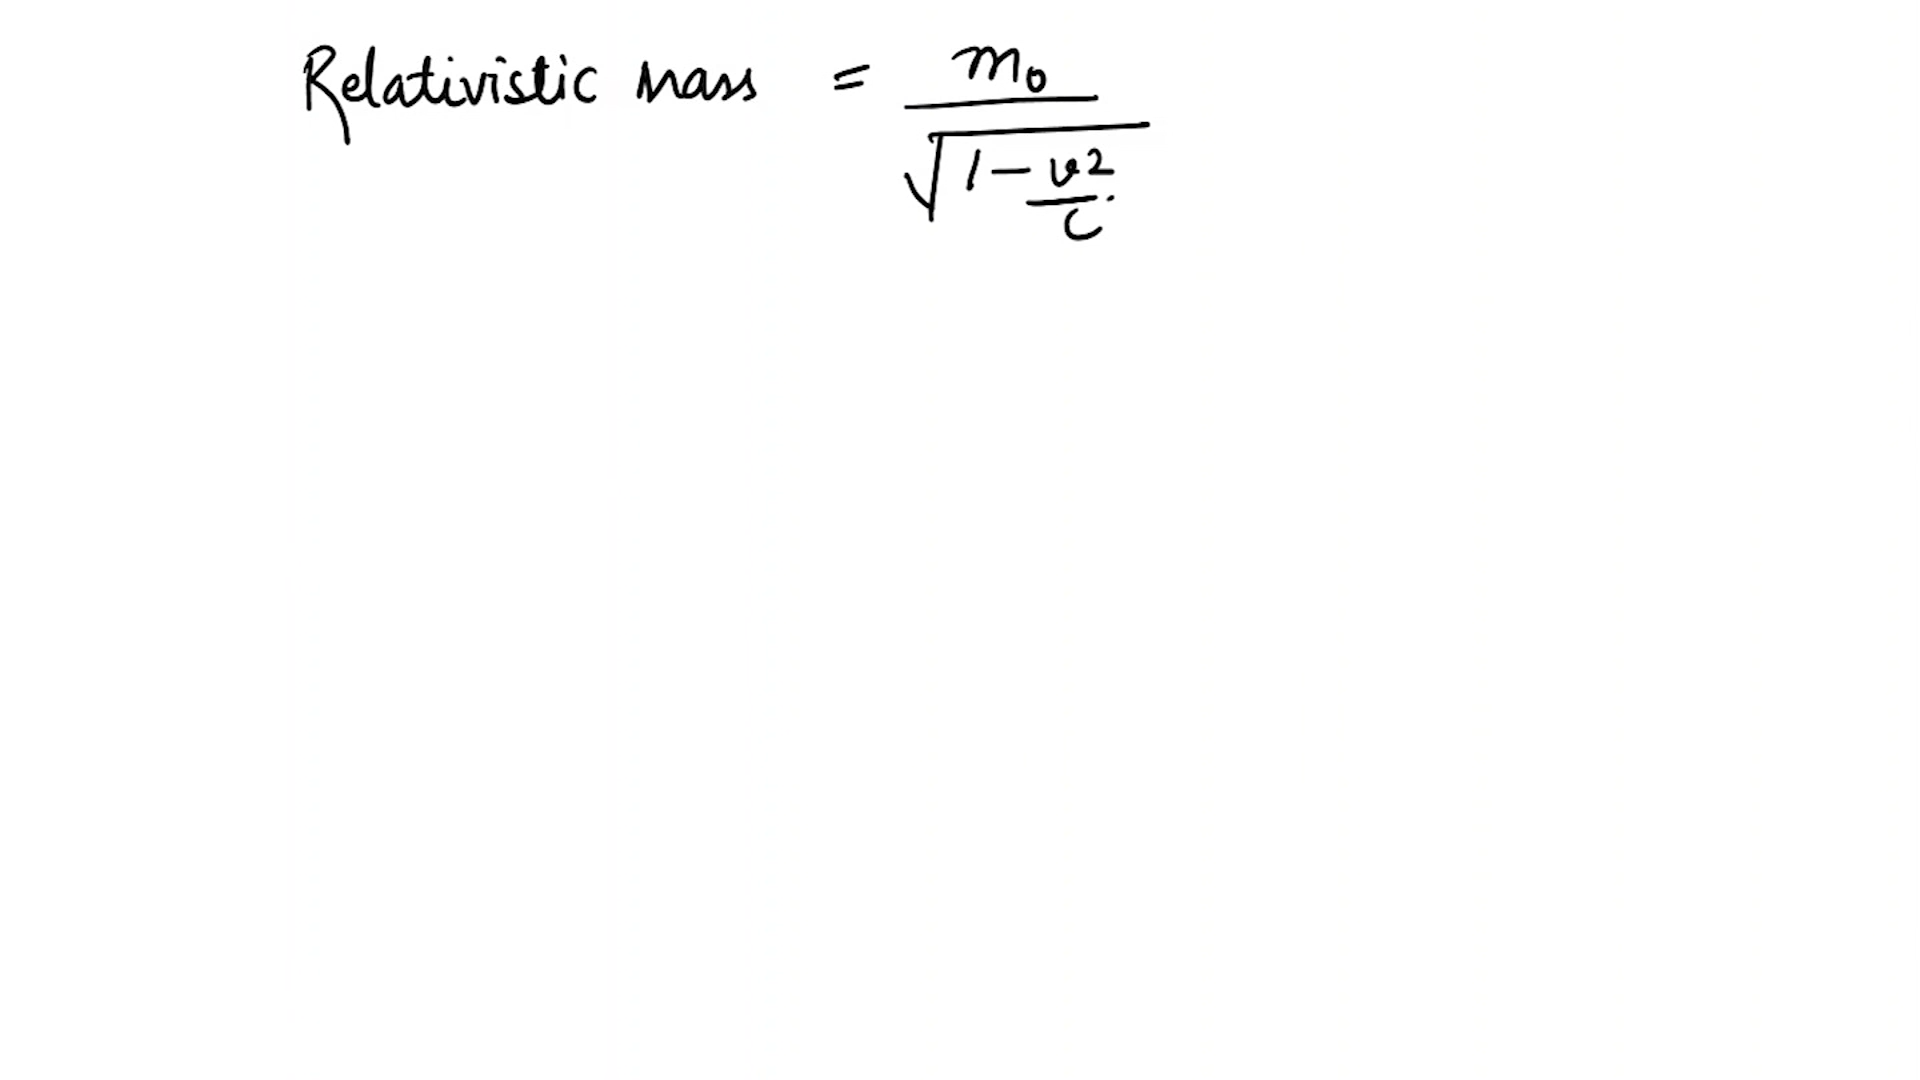 Relativistic mass = m₀ / √(1 - v² / c)